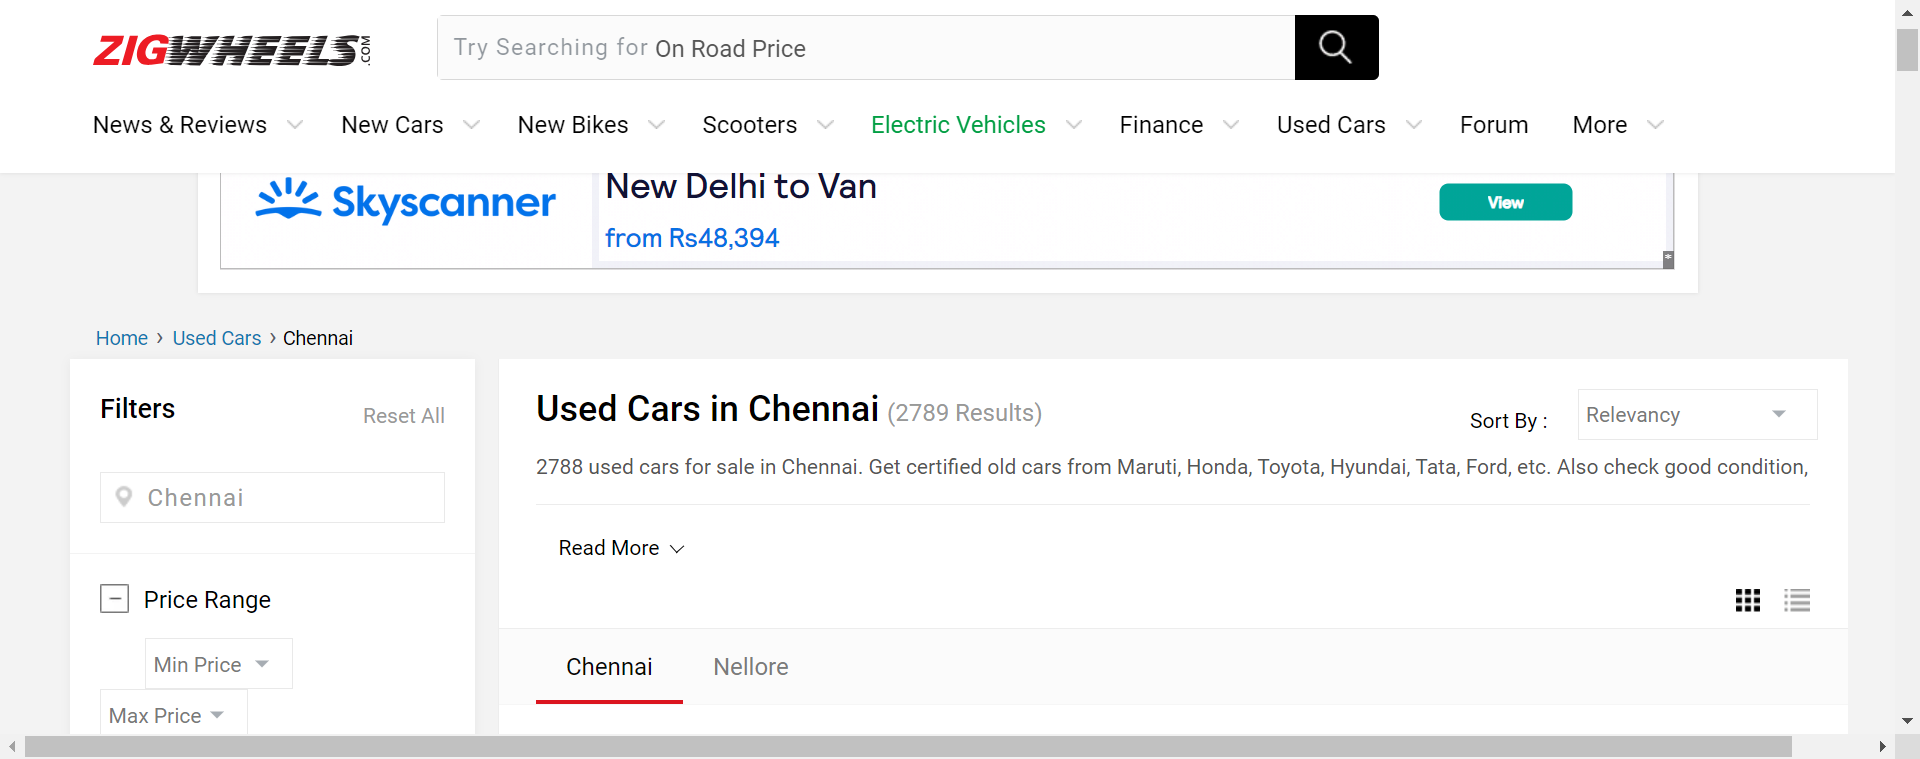 ZIGWHEELS.COM
Try Searching for On Road Price
News & Reviews New Cars New Bikes Scooters Electric Vehicles Finance Used Cars Forum More
Skyscanner
New Delhi to Van
from Rs48,394
View
Home › Used Cars › Chennai
Filters
Reset All
Chennai
Price Range
Min Price
Max Price
Used Cars in Chennai (2789 Results)
Sort By :
Relevancy
2788 used cars for sale in Chennai. Get certified old cars from Maruti, Honda, Toyota, Hyundai, Tata, Ford, etc. Also check good condition,
Read More
Chennai Nellore